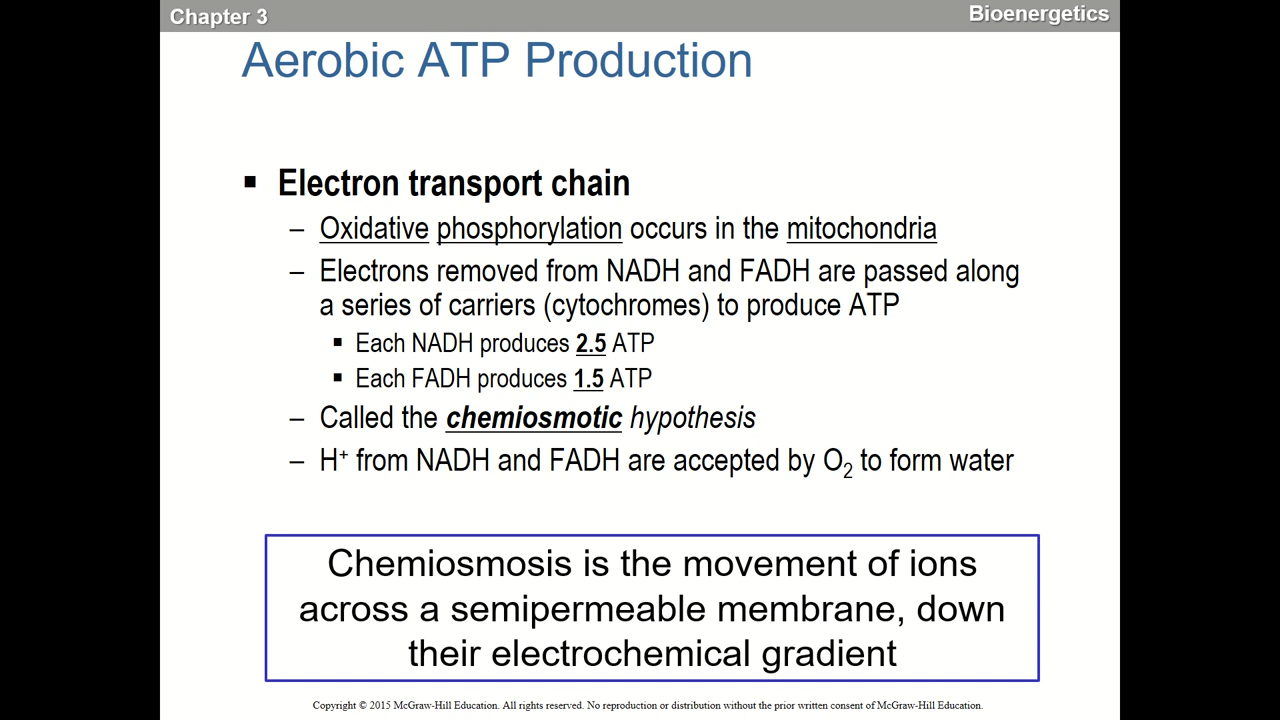 Chapter 3
Bioenergetics
Aerobic ATP Production
▪ Electron transport chain
– Oxidative phosphorylation occurs in the mitochondria
– Electrons removed from NADH and FADH are passed along
a series of carriers (cytochromes) to produce ATP
▪ Each NADH produces 2.5 ATP
▪ Each FADH produces 1.5 ATP
– Called the chemiosmotic hypothesis
– H⁺ from NADH and FADH are accepted by O₂ to form water
Chemiosmosis is the movement of ions
across a semipermeable membrane, down
their electrochemical gradient
Copyright © 2015 McGraw-Hill Education. All rights reserved. No reproduction or distribution without the prior written consent of McGraw-Hill Education.